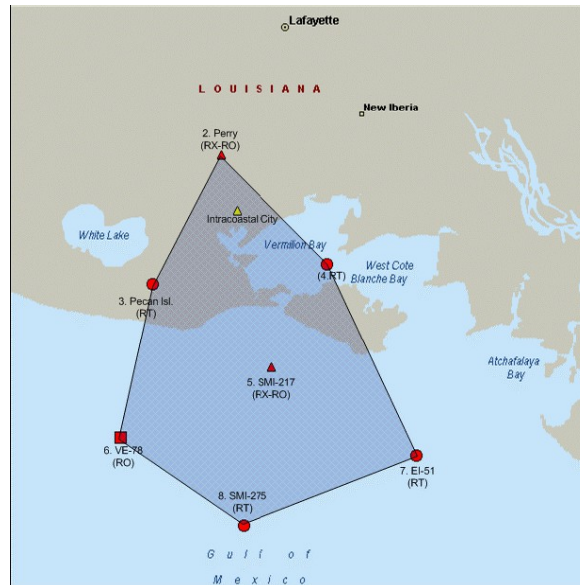 Lafayette
L O U I S I A N A
New Iberia
2. Perry
(RX-RO)
Intracoastal City
White Lake
Vermilion Bay
(4.RT)
West Cote
Blanche Bay
3. Pecan Isl.
(RT)
Atchafalaya
Bay
5. SMI-217
(RX-RO)
6. VE-78
(RO)
7. EI-51
(RT)
8. SMI-275
(RT)
G u l f o f
M e x i c o